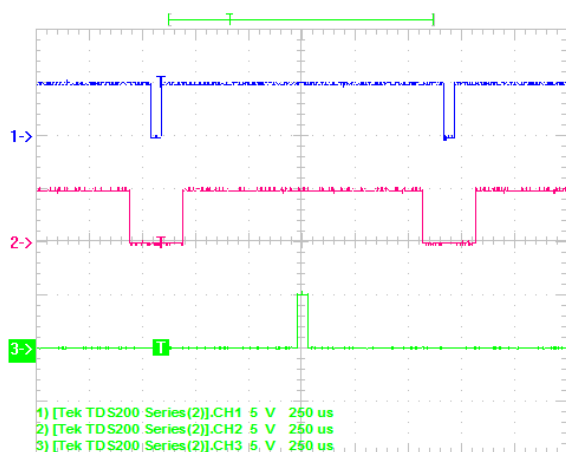 T
T
1->
2->
T
3->
T
1) [Tek TDS200 Series(2)].CH1 5 V 250 us
2) [Tek TDS200 Series(2)].CH2 5 V 250 us
3) [Tek TDS200 Series(2)].CH3 5 V 250 us